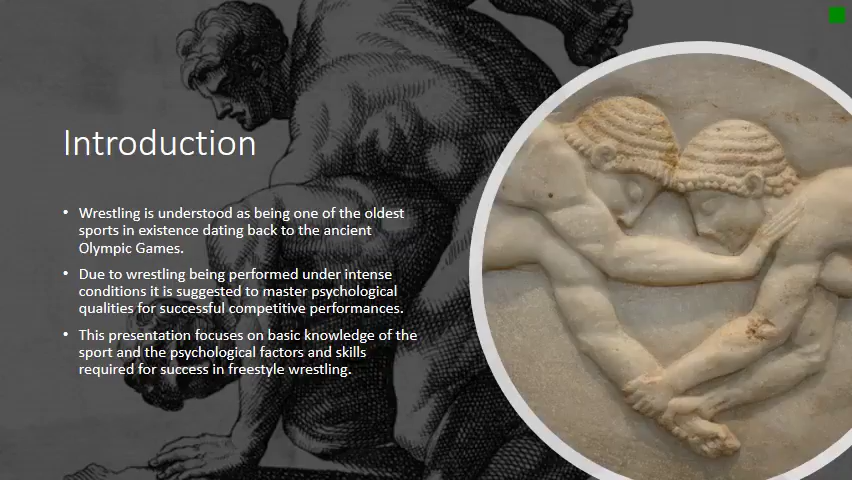 Introduction
• Wrestling is understood as being one of the oldest
sports in existence dating back to the ancient
Olympic Games.
• Due to wrestling being performed under intense
conditions it is suggested to master psychological
qualities for successful competitive performances.
• This presentation focuses on basic knowledge of the
sport and the psychological factors and skills
required for success in freestyle wrestling.